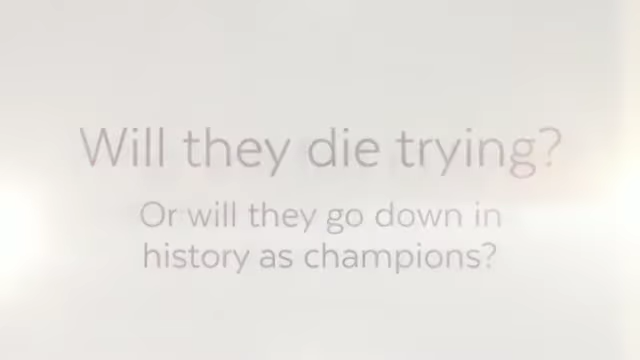 Will they die trying?
Or will they go down in
history as champions?